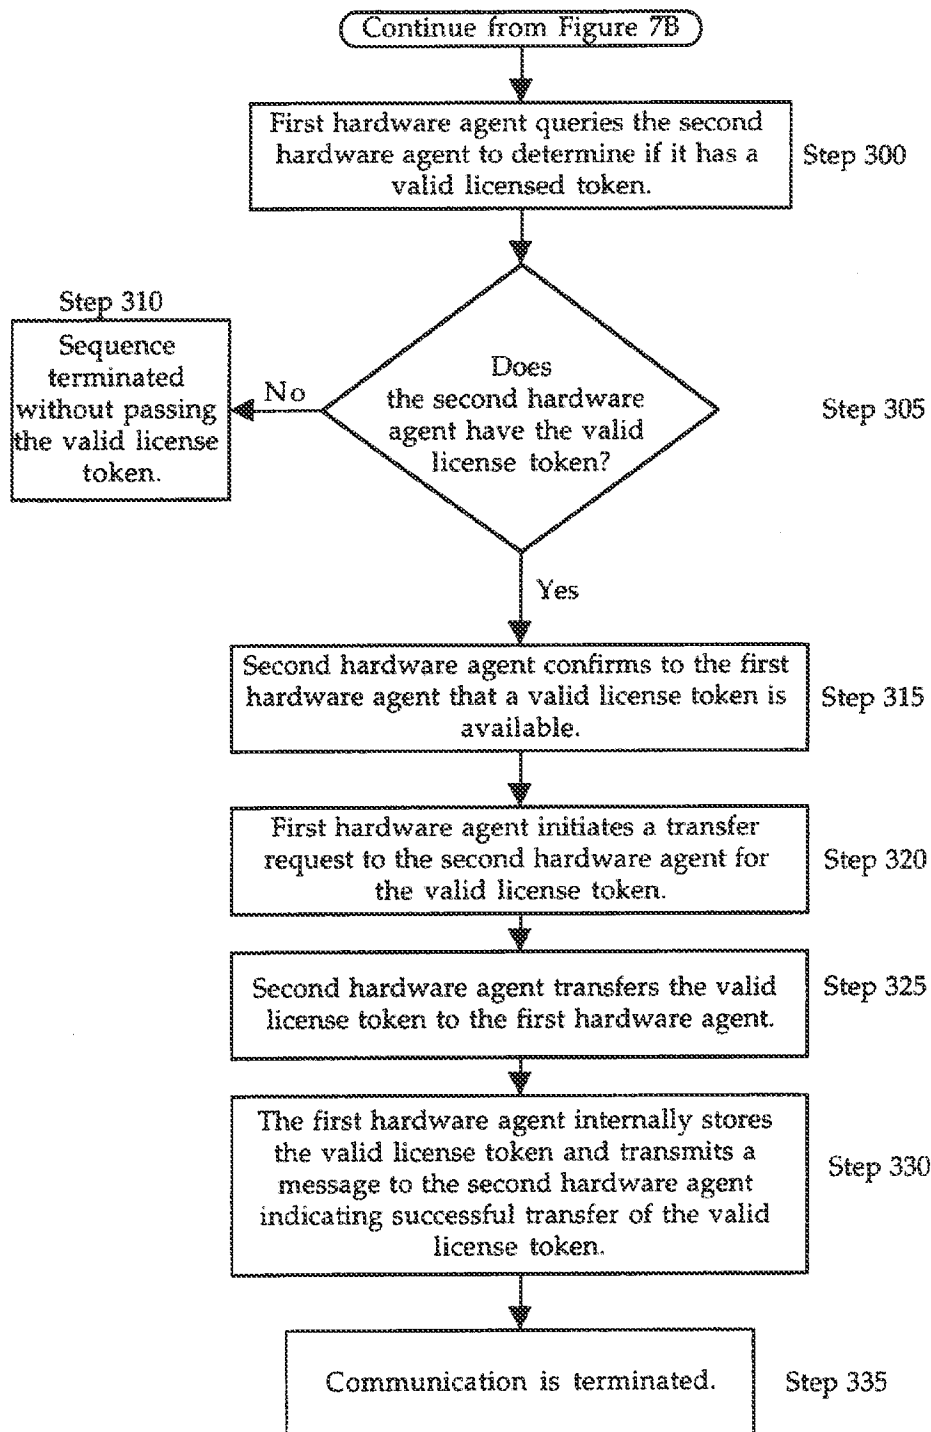 Continue from Figure 7B
First hardware agent queries the second
hardware agent to determine if it has a
valid licensed token.
Step 300
Step 310
Sequence
terminated
without passing
the valid license
token.
No
Does
the second hardware
agent have the valid
license token?
Step 305
Yes
Second hardware agent confirms to the first
hardware agent that a valid license token is
available.
Step 315
First hardware agent initiates a transfer
request to the second hardware agent for
the valid license token.
Step 320
Second hardware agent transfers the valid
license token to the first hardware agent.
Step 325
The first hardware agent internally stores
the valid license token and transmits a
message to the second hardware agent
indicating successful transfer of the valid
license token.
Step 330
Communication is terminated.
Step 335